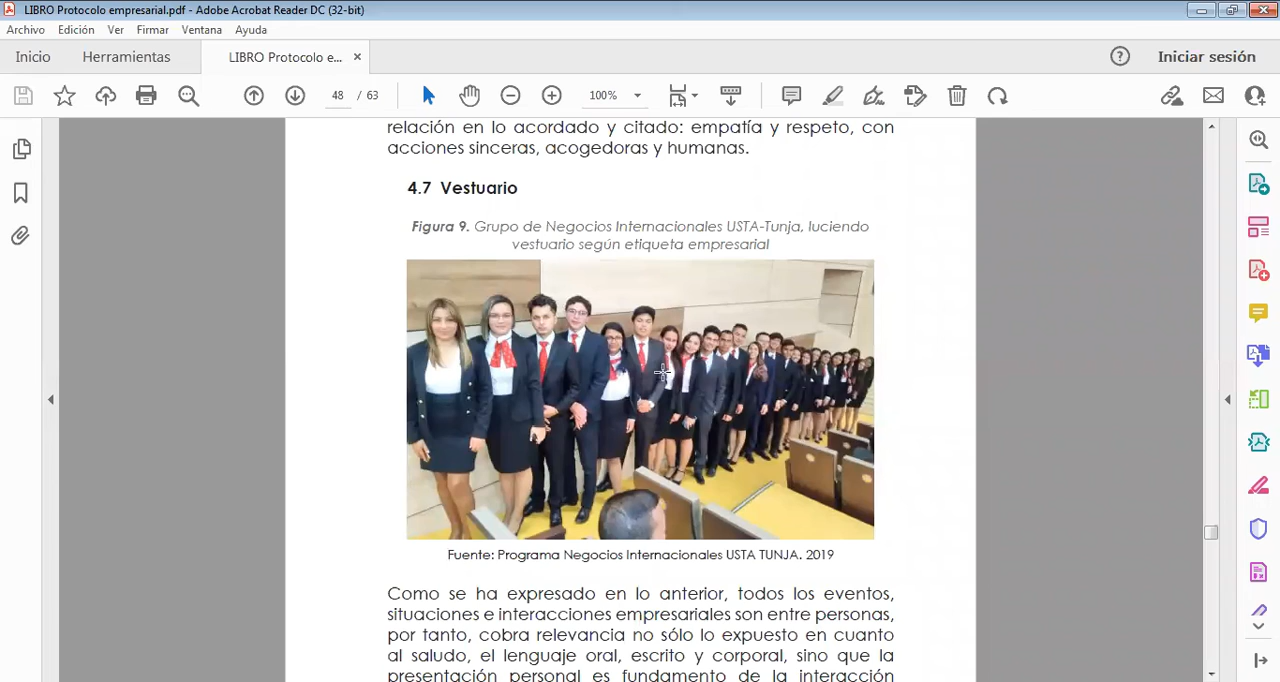 LIBRO Protocolo empresarial.pdf - Adobe Acrobat Reader DC (32-bit)
Archivo Edición Ver Firmar Ventana Ayuda
Inicio Herramientas LIBRO Protocolo e... × Iniciar sesión
48 / 63 100%
relación en lo acordado y citado: empatía y respeto, con
acciones sinceras, acogedoras y humanas.
4.7 Vestuario
Figura 9. Grupo de Negocios Internacionales USTA-Tunja, luciendo
vestuario según etiqueta empresarial
Fuente: Programa Negocios Internacionales USTA TUNJA. 2019
Como se ha expresado en lo anterior, todos los eventos,
situaciones e interacciones empresariales son entre personas,
por tanto, cobra relevancia no sólo lo expuesto en cuanto
al saludo, el lenguaje oral, escrito y corporal, sino que la
presentación personal es fundamento de la interacción